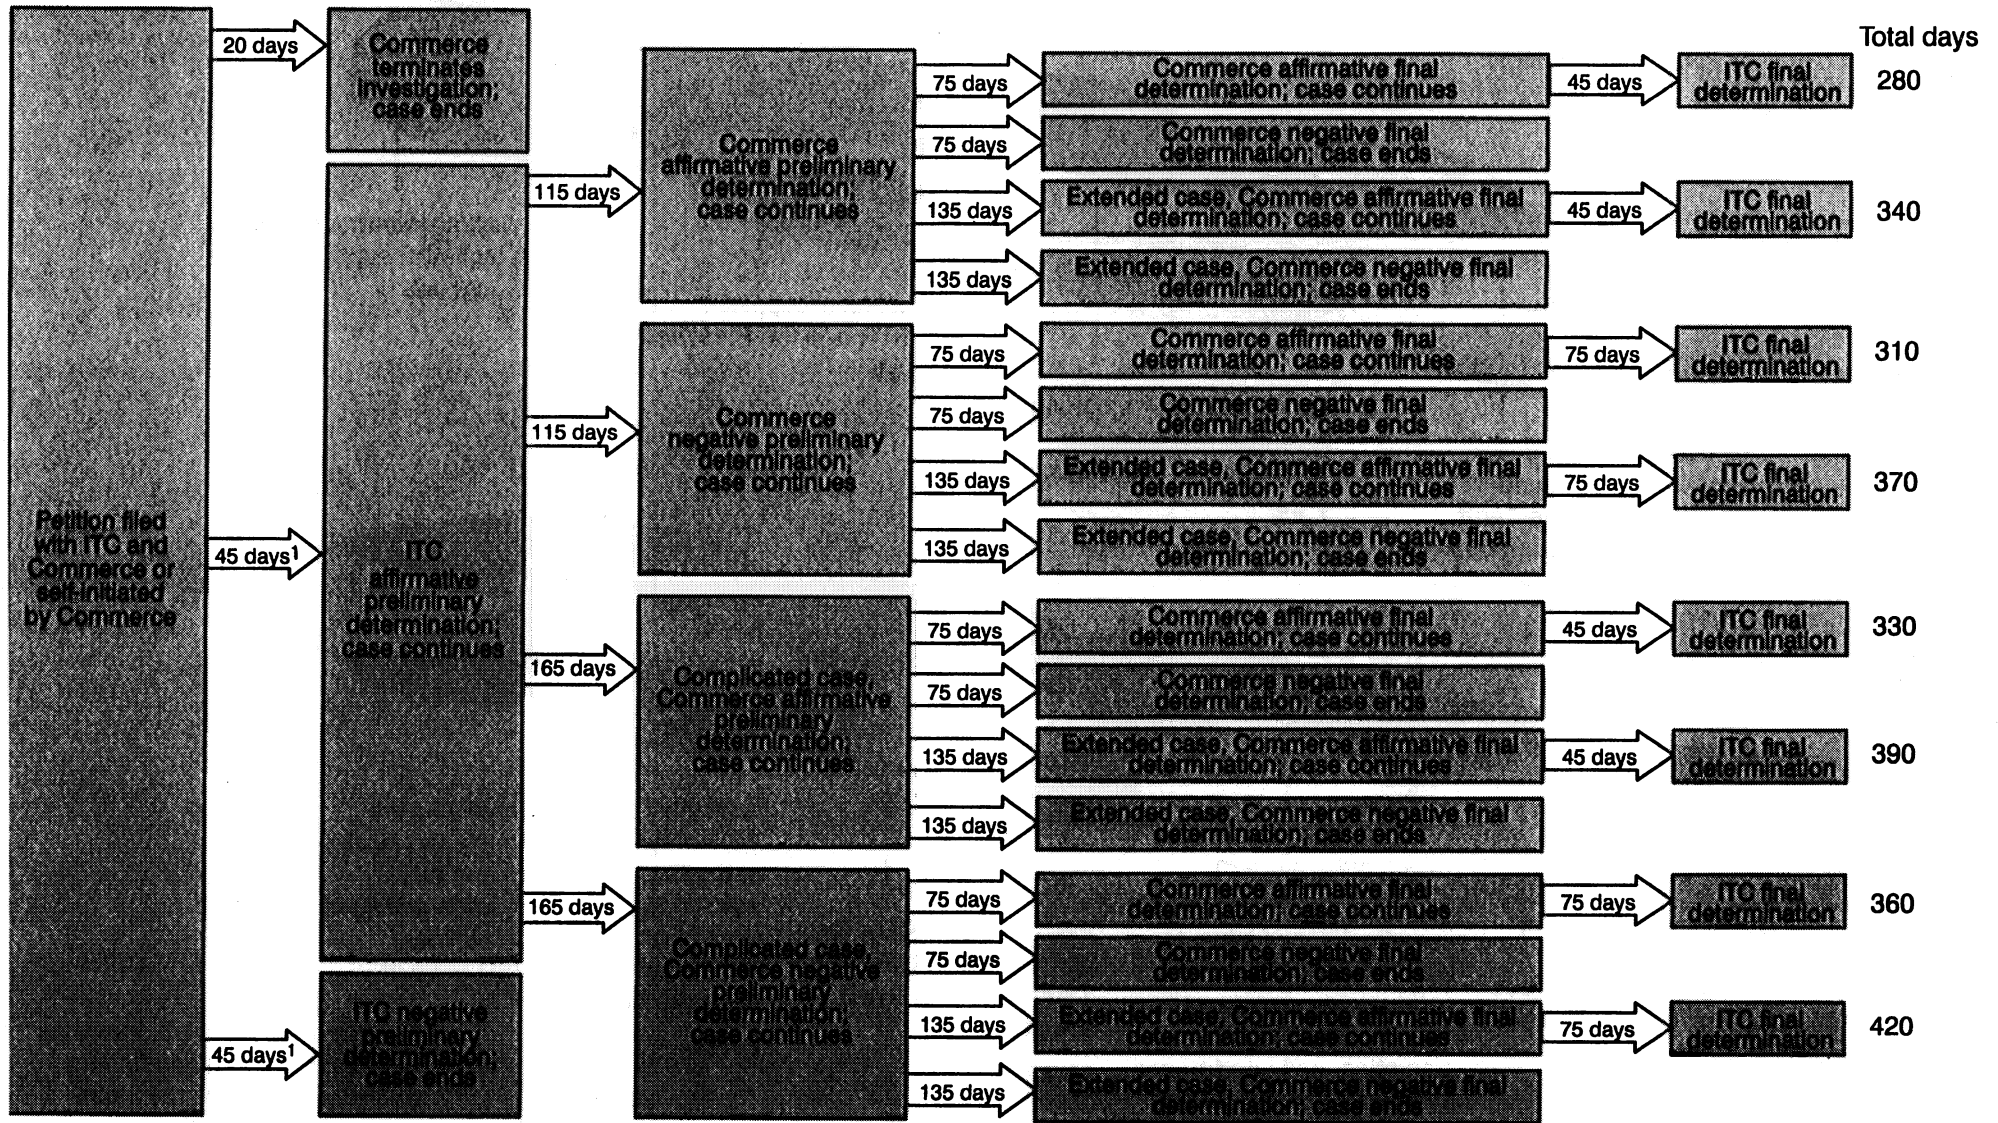 Total days
20 days
Commerce
terminates
investigation;
case ends
Petition filed
with ITC and
Commerce or
self-initiated
by Commerce
45 days¹
ITC
affirmative
preliminary
determination;
case continues
45 days¹
ITC negative
preliminary
determination;
case ends
115 days
Commerce
affirmative preliminary
determination;
case continues
75 days
Commerce affirmative final
determination; case continues
45 days
ITC final
determination
280
75 days
Commerce negative final
determination; case ends
135 days
Extended case, Commerce affirmative final
determination; case continues
45 days
ITC final
determination
340
135 days
Extended case, Commerce negative final
determination; case ends
115 days
Commerce
negative preliminary
determination;
case continues
75 days
Commerce affirmative final
determination; case continues
75 days
ITC final
determination
310
75 days
Commerce negative final
determination; case ends
135 days
Extended case, Commerce affirmative final
determination; case continues
75 days
ITC final
determination
370
135 days
Extended case, Commerce negative final
determination; case ends
165 days
Complicated case,
Commerce affirmative
preliminary
determination;
case continues
75 days
Commerce affirmative final
determination; case continues
45 days
ITC final
determination
330
75 days
Commerce negative final
determination; case ends
135 days
Extended case, Commerce affirmative final
determination; case continues
45 days
ITC final
determination
390
135 days
Extended case, Commerce negative final
determination; case ends
165 days
Complicated case,
Commerce negative
preliminary
determination;
case continues
75 days
Commerce affirmative final
determination; case continues
75 days
ITC final
determination
360
75 days
Commerce negative final
determination; case ends
135 days
Extended case, Commerce affirmative final
determination; case continues
75 days
ITC final
determination
420
135 days
Extended case, Commerce negative final
determination; case ends